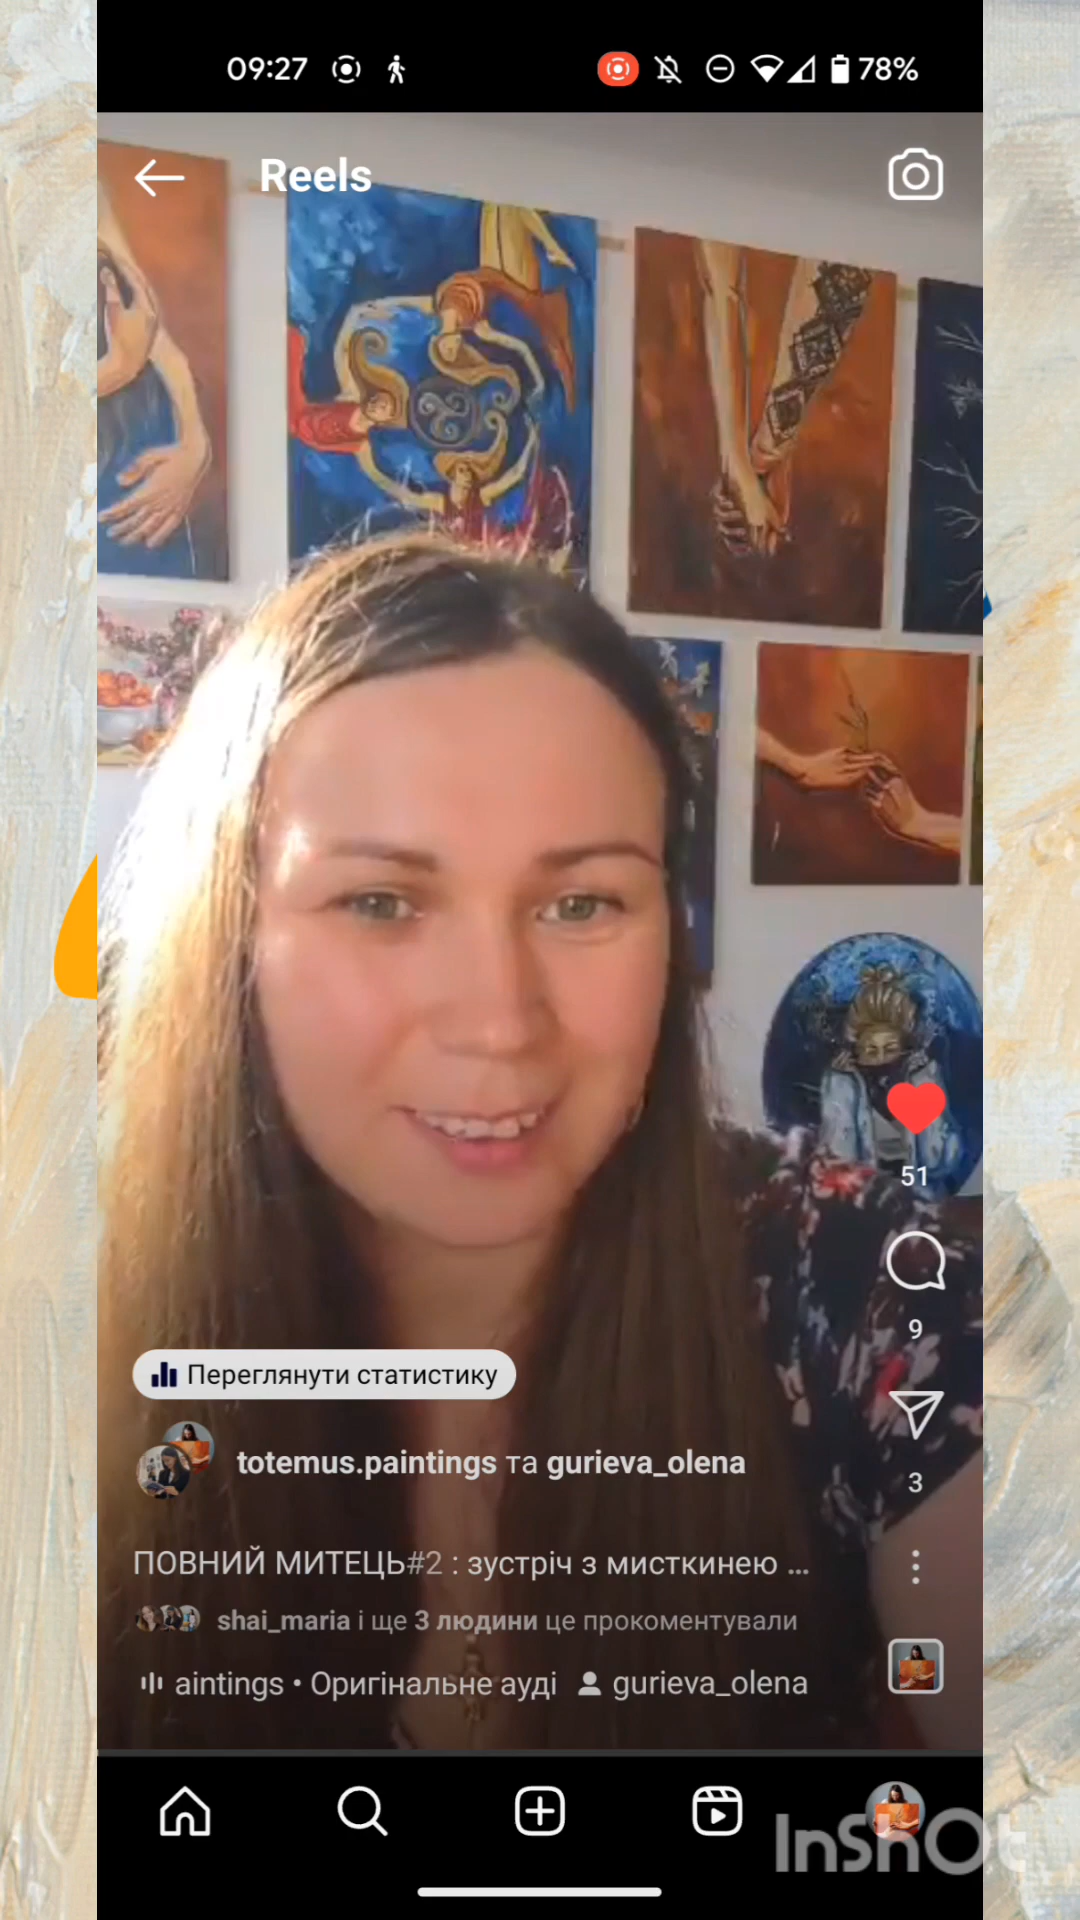 09:27
78%
Reels
51
9
Переглянути статистику
totemus.paintings та gurieva_olena
3
ПОВНИЙ МИТЕЦЬ#2 : зустріч з мисткинею ...
shai_maria і ще 3 людини це прокоментували
aintings • Оригінальне ауді gurieva_olena
InShOt